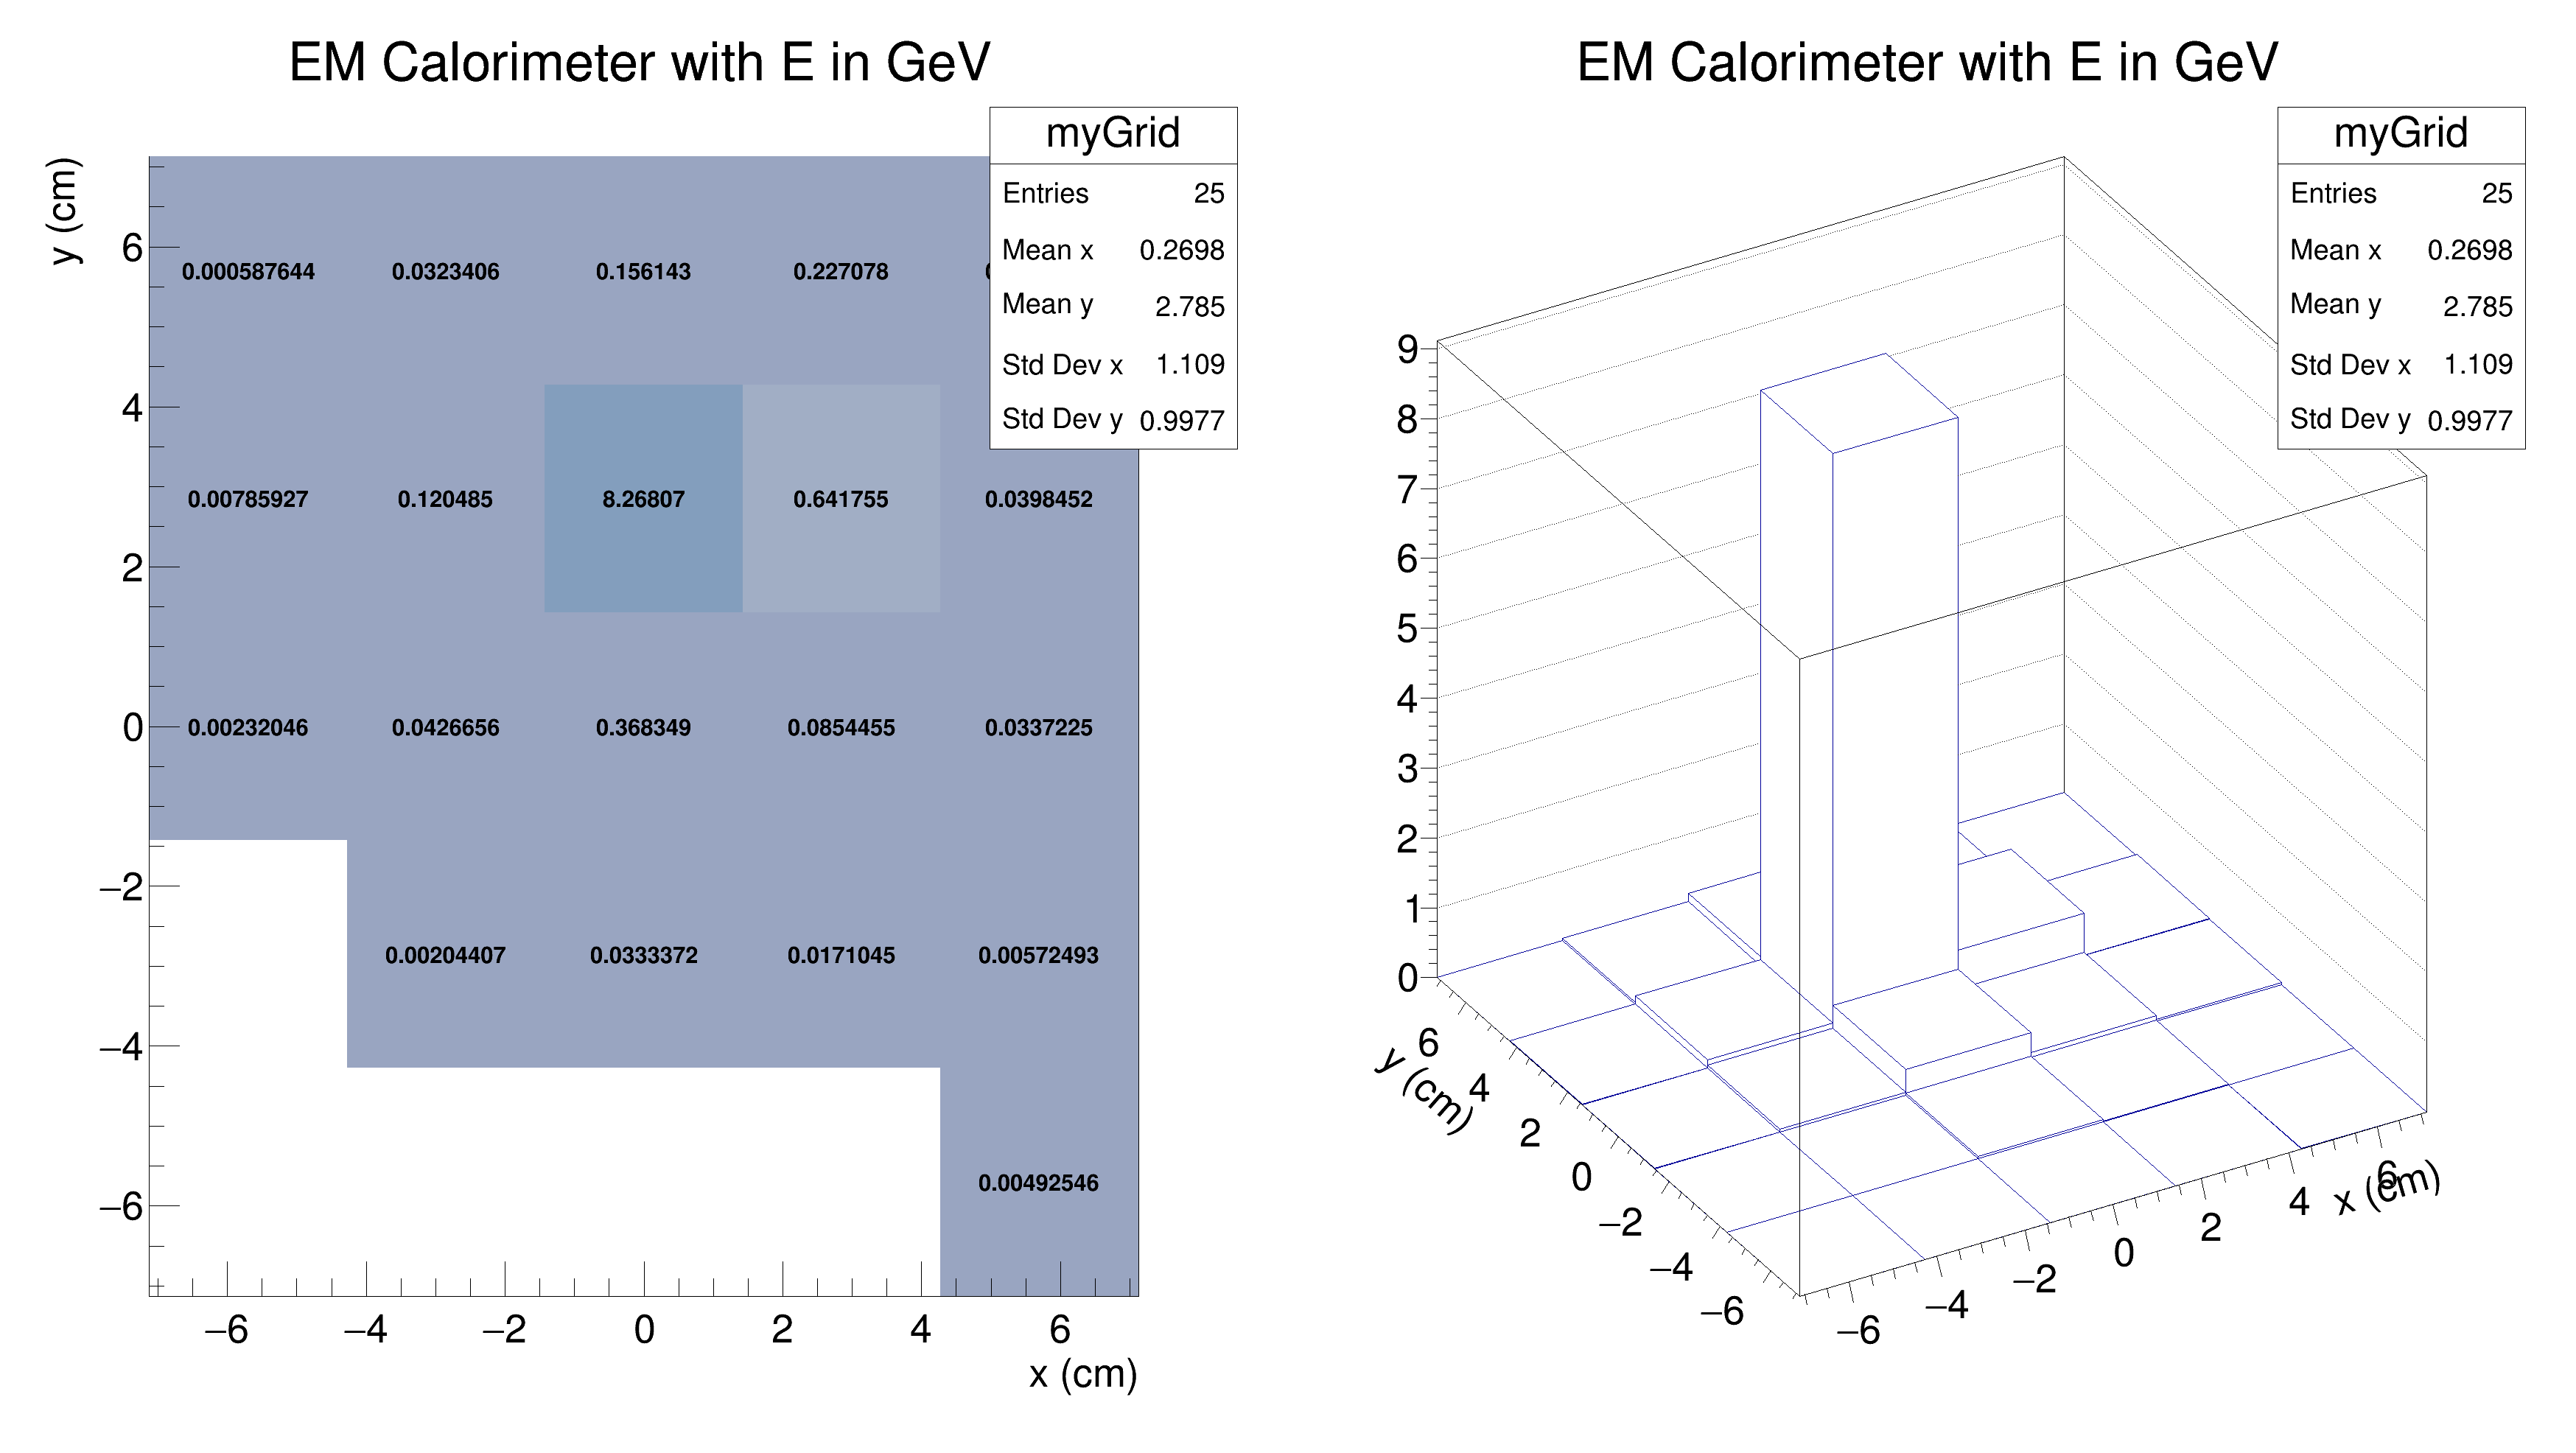 EM Calorimeter with E in GeV
myGrid
Entries 25
Mean x 0.2698
Mean y 2.785
Std Dev x 1.109
Std Dev y 0.9977
y (cm)
6
4
2
0
−2
−4
−6
0.000587644 0.0323406 0.156143 0.227078
0.00785927 0.120485 8.26807 0.641755 0.0398452
0.00232046 0.0426656 0.368349 0.0854455 0.0337225
0.00204407 0.0333372 0.0171045 0.00572493
0.00492546
−6 −4 −2 0 2 4 6
x (cm)
EM Calorimeter with E in GeV
myGrid
Entries 25
Mean x 0.2698
Mean y 2.785
Std Dev x 1.109
Std Dev y 0.9977
9
8
7
6
5
4
3
2
1
0
6
4
2
0
−2
−4
−6
y (cm)
−6 −4 −2 0 2 4 6
x (cm)